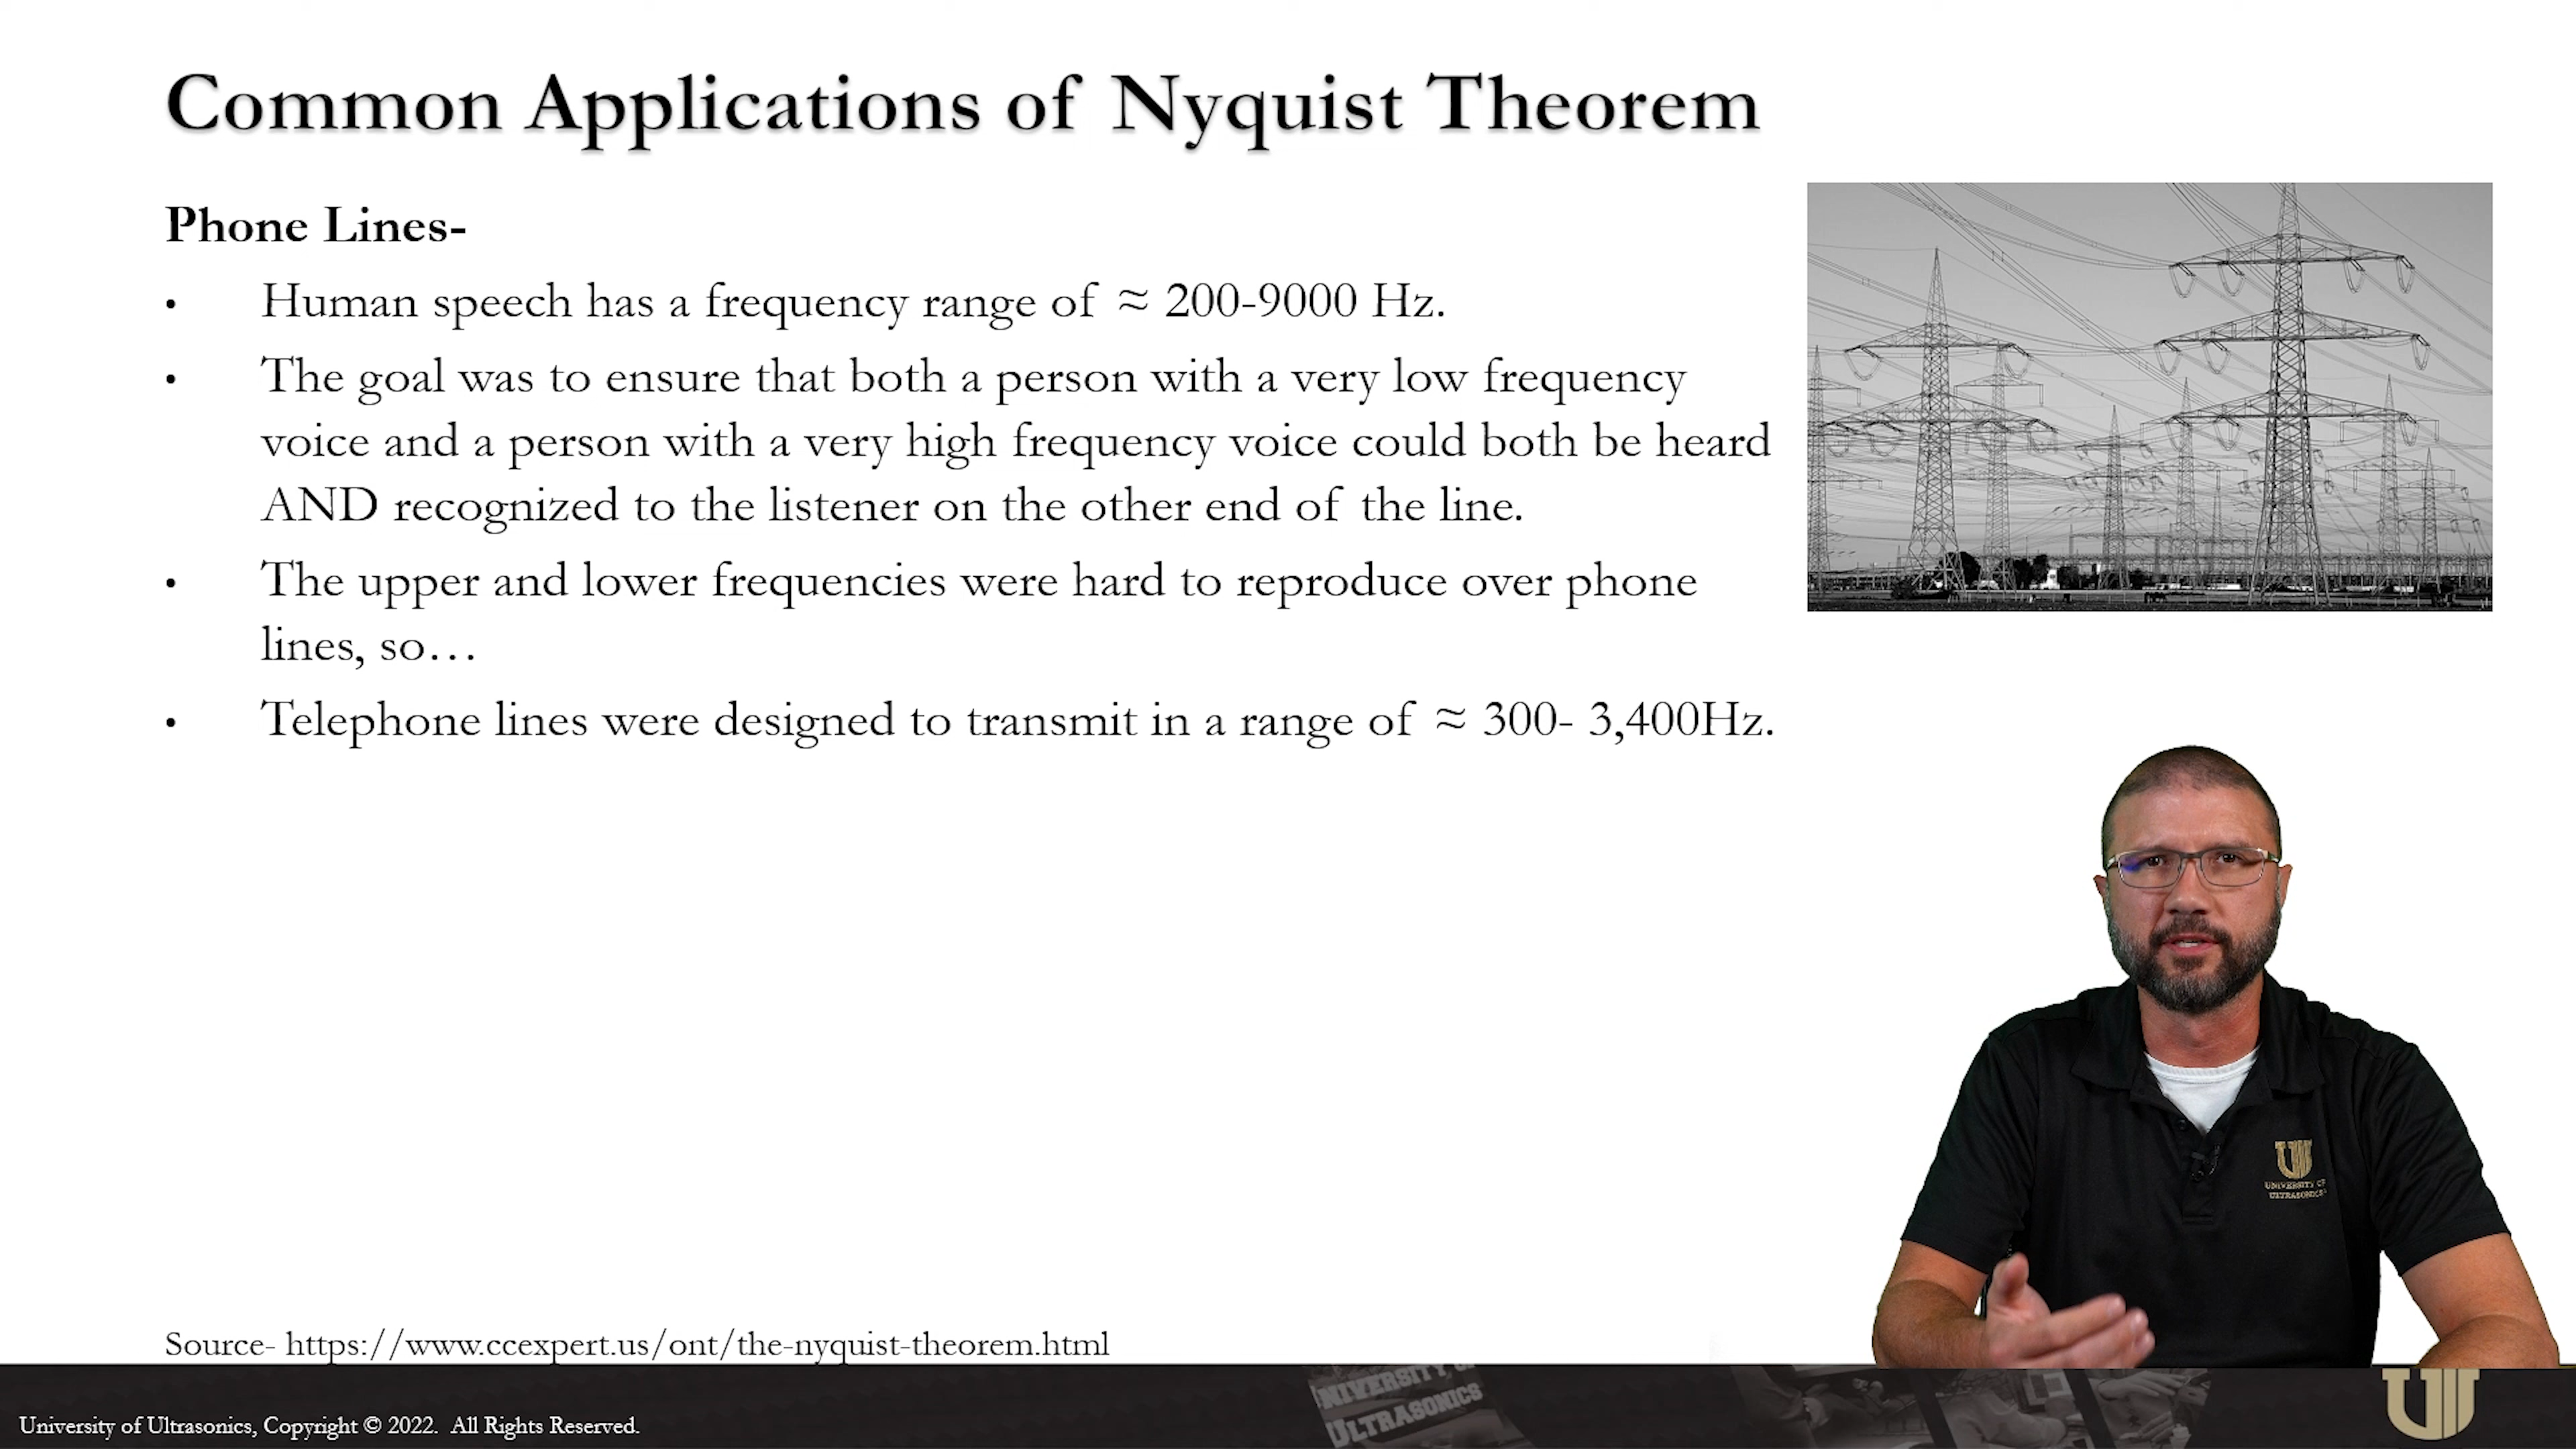 Common Applications of Nyquist Theorem
Phone Lines-
• Human speech has a frequency range of ≈ 200-9000 Hz.
• The goal was to ensure that both a person with a very low frequency
voice and a person with a very high frequency voice could both be heard
AND recognized to the listener on the other end of the line.
• The upper and lower frequencies were hard to reproduce over phone
lines, so…
• Telephone lines were designed to transmit in a range of ≈ 300- 3,400Hz.
UNIVERSITY OF
ULTRASONICS
Source- https://www.ccexpert.us/ont/the-nyquist-theorem.html
ULTRASONICS
University of Ultrasonics, Copyright © 2022. All Rights Reserved.